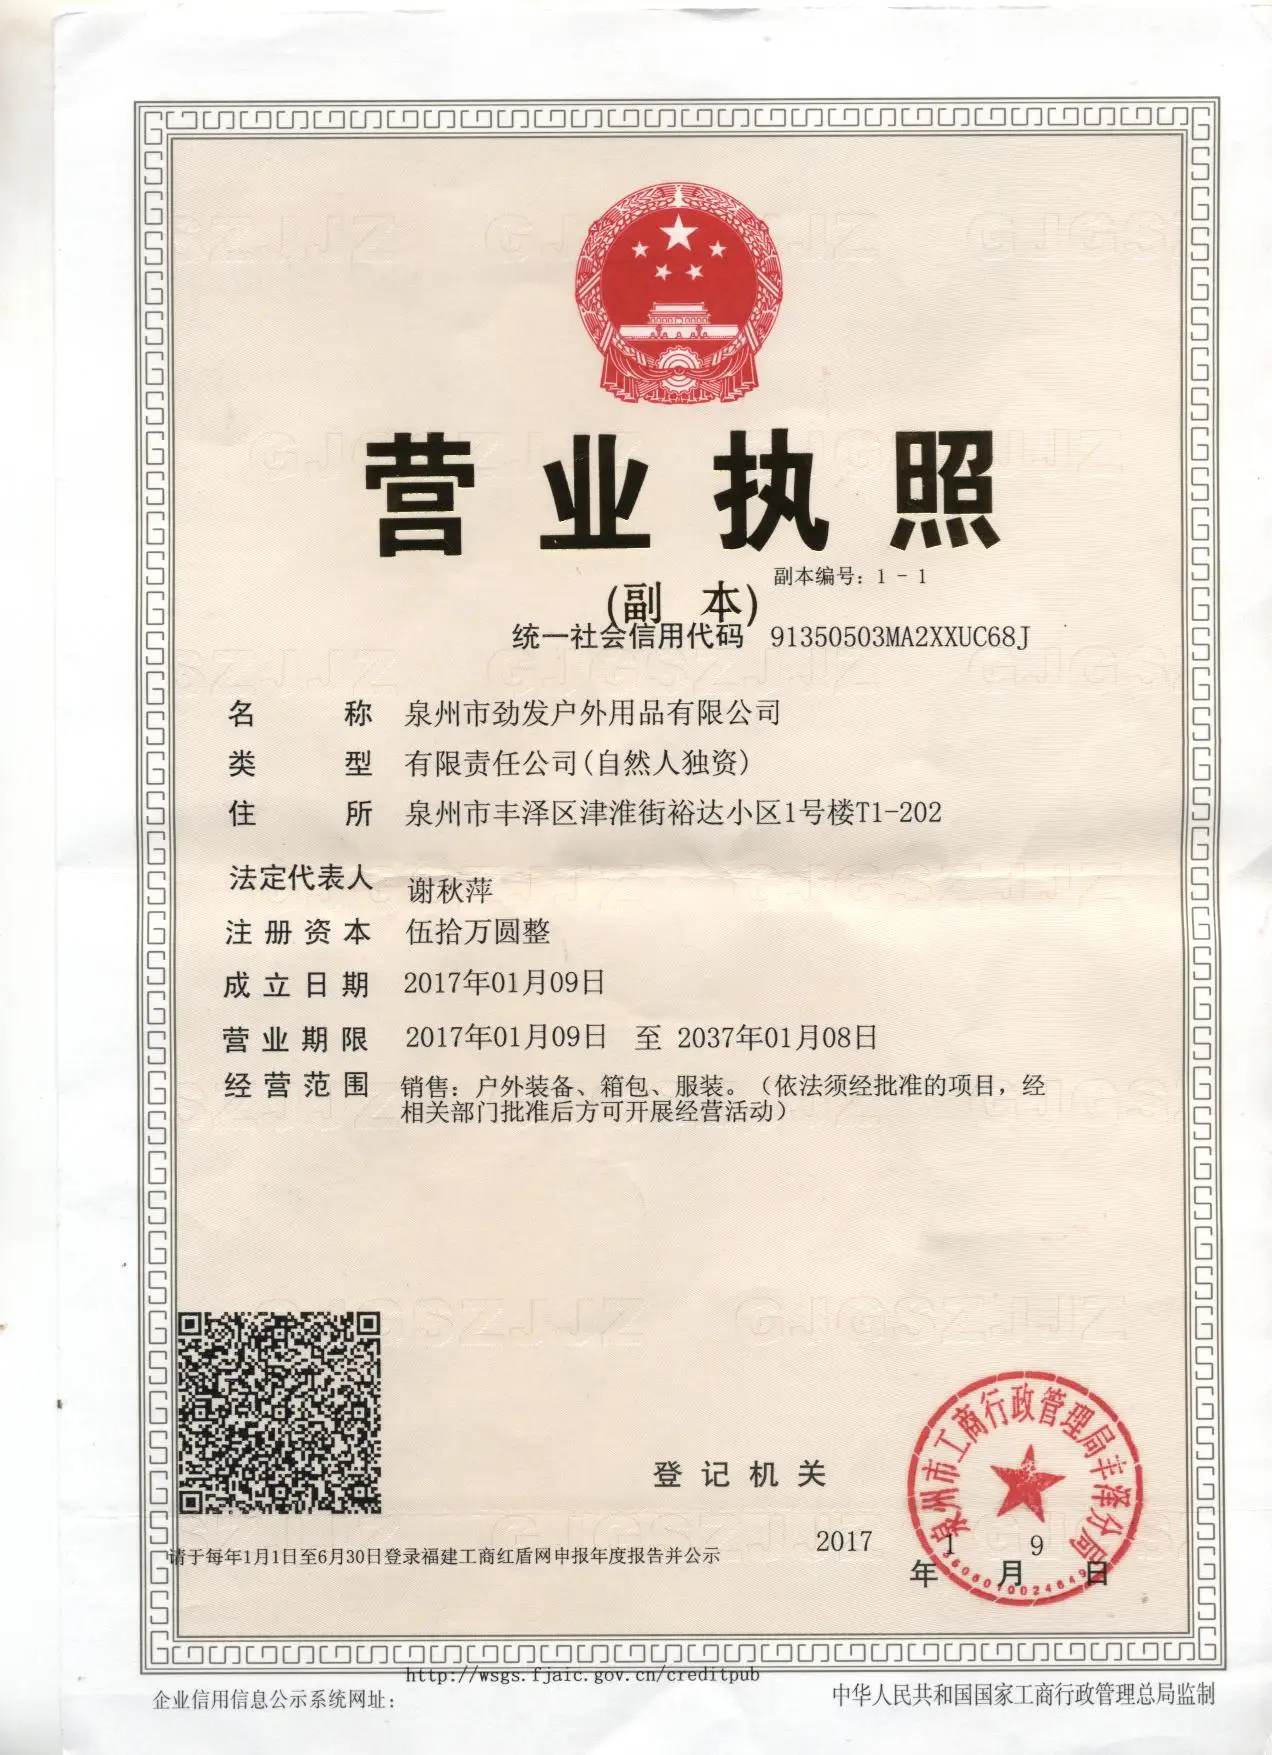 营业执照
副本编号：1 - 1
(副 本)
统一社会信用代码 91350503MA2XXUC68J
名 称 泉州市劲发户外用品有限公司
类 型 有限责任公司(自然人独资)
住 所 泉州市丰泽区津淮街裕达小区1号楼T1-202
法定代表人 谢秋萍
注册资本 伍拾万圆整
成立日期 2017年01月09日
营业期限 2017年01月09日 至 2037年01月08日
经营范围 销售：户外装备、箱包、服装。（依法须经批准的项目，经
相关部门批准后方可开展经营活动）
泉州市工商行政管理局丰泽分局
登记机关
2017年1月9日
请于每年1月1日至6月30日登录福建工商红盾网申报年度报告并公示
http://wsgs.fjaic.gov.cn/creditpub
企业信用信息公示系统网址：
中华人民共和国国家工商行政管理总局监制